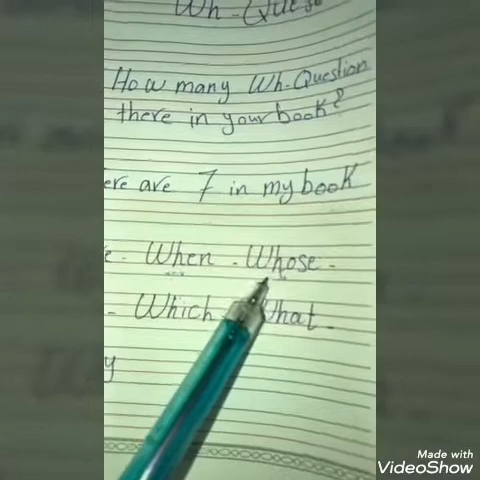 Wh-Ques
How many Wh-Question
there in your book?
ere are 7 in my book
e - When - Whose -
- Which - What -
y
Made with
VideoShow